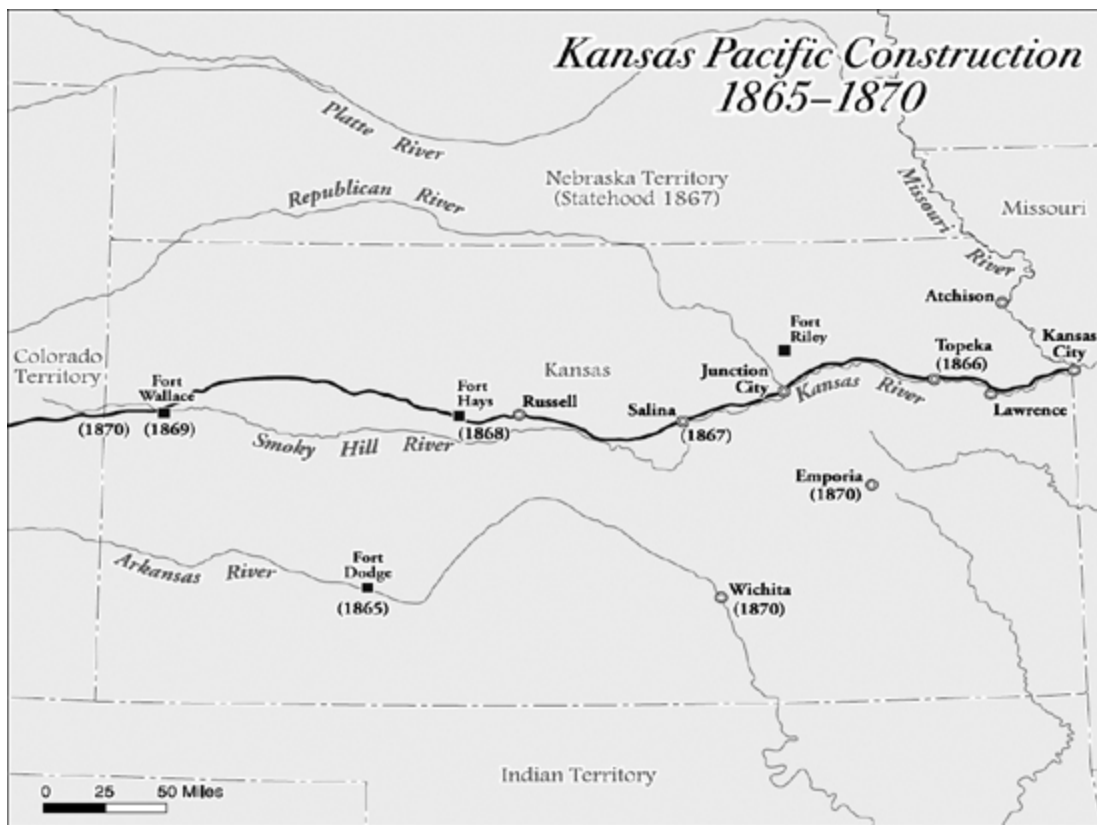 Kansas Pacific Construction
1865–1870
Platte River
Republican River
Nebraska Territory
(Statehood 1867)
Missouri River
Missouri
Atchison
Kansas
City
Fort
Riley
Topeka
(1866)
Colorado
Territory
Fort
Wallace
(1870)
(1869)
Fort
Hays
(1868)
Kansas
Russell
Junction
City
Kansas River
Salina
(1867)
Lawrence
Smoky Hill River
Emporia
(1870)
Arkansas River
Fort
Dodge
(1865)
Wichita
(1870)
Indian Territory
0 25 50 Miles